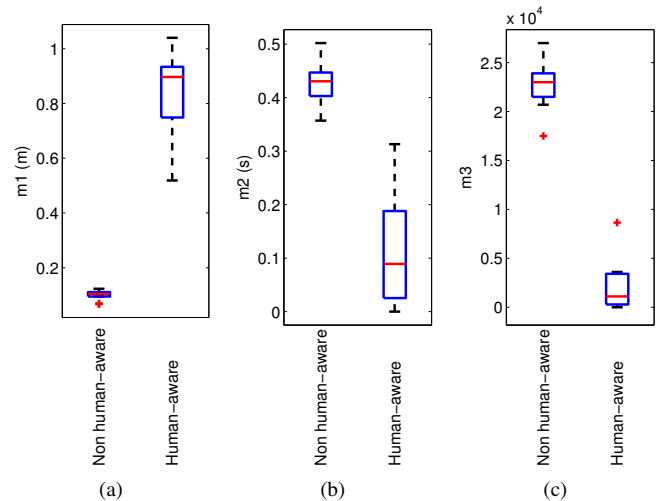 m1 (m)
1
0.8
0.6
0.4
0.2
Non human-aware
Human-aware
(a)
m2 (s)
0.5
0.4
0.3
0.2
0.1
0
Non human-aware
Human-aware
(b)
x 10^4
m3
2.5
2
1.5
1
0.5
0
Non human-aware
Human-aware
(c)